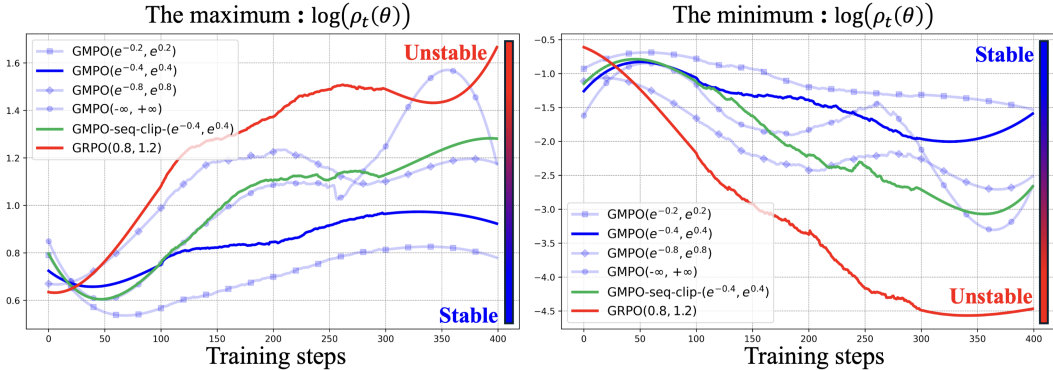 The maximum : log(ρₜ(θ))
Unstable
GMPO(e^−0.2, e^0.2)
GMPO(e^−0.4, e^0.4)
GMPO(e^−0.8, e^0.8)
GMPO(-∞, +∞)
GMPO-seq-clip-(e^−0.4, e^0.4)
GRPO(0.8, 1.2)
1.6
1.4
1.2
1.0
0.8
0.6
Stable
0 50 100 150 200 250 300 350 400
Training steps
The minimum : log(ρₜ(θ))
Stable
−0.5
−1.0
−1.5
−2.0
−2.5
−3.0
−3.5
−4.0
−4.5
GMPO(e^−0.2, e^0.2)
GMPO(e^−0.4, e^0.4)
GMPO(e^−0.8, e^0.8)
GMPO(-∞, +∞)
GMPO-seq-clip-(e^−0.4, e^0.4)
GRPO(0.8, 1.2)
Unstable
0 50 100 150 200 250 300 350 400
Training steps